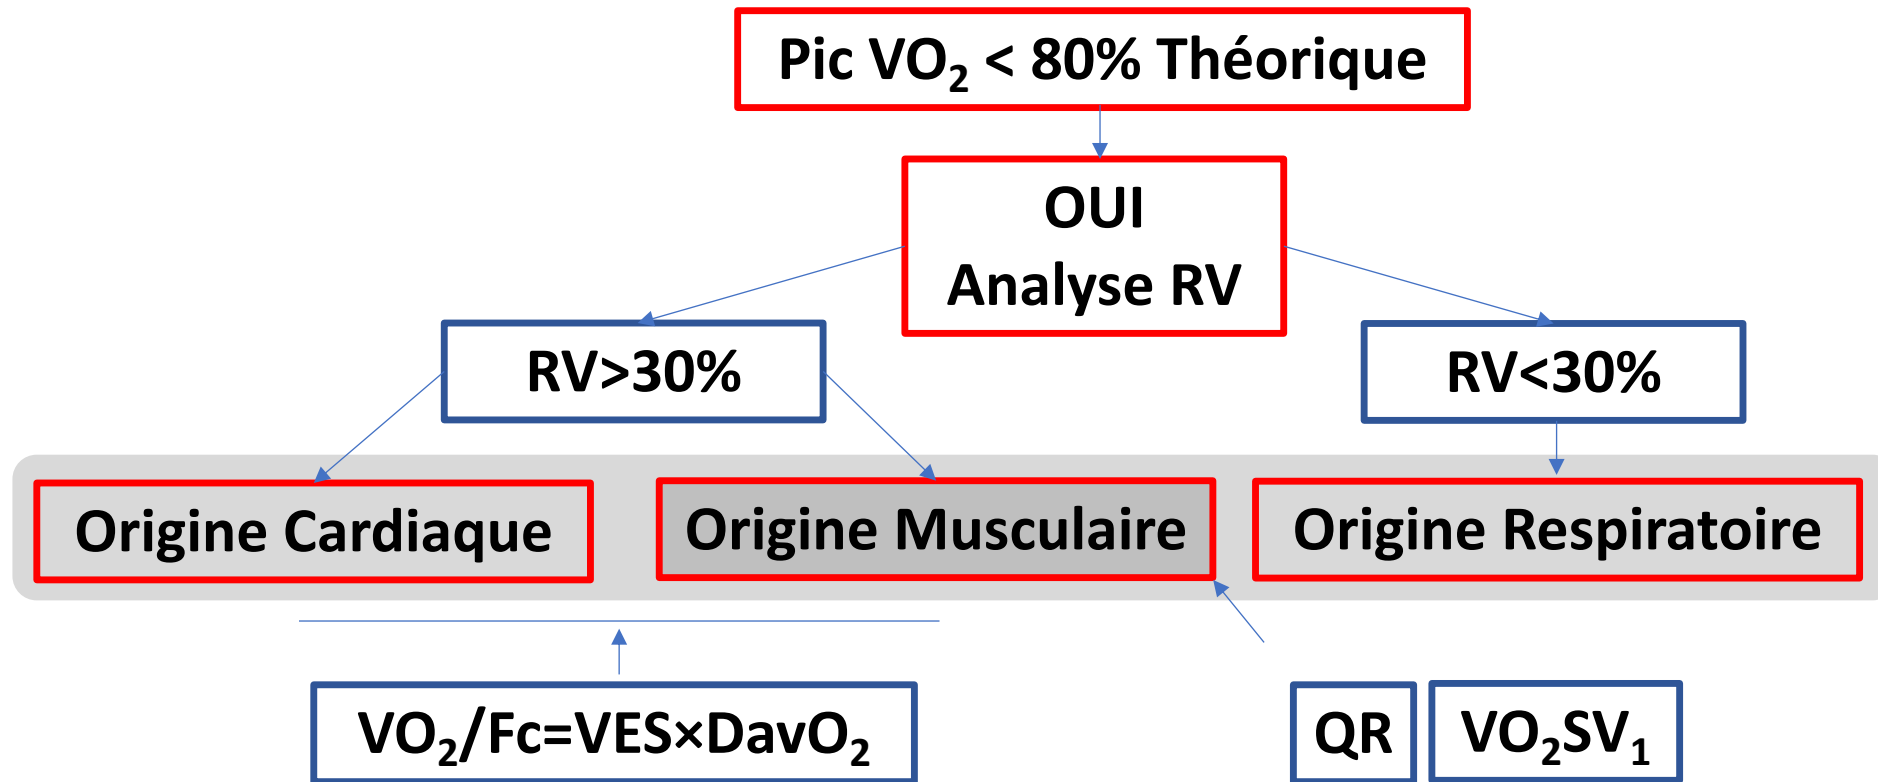 Pic VO₂ < 80% Théorique
OUI
Analyse RV
RV>30%
RV<30%
Origine Cardiaque
Origine Musculaire
Origine Respiratoire
VO₂/Fc=VES×DavO₂
QR
VO₂SV₁